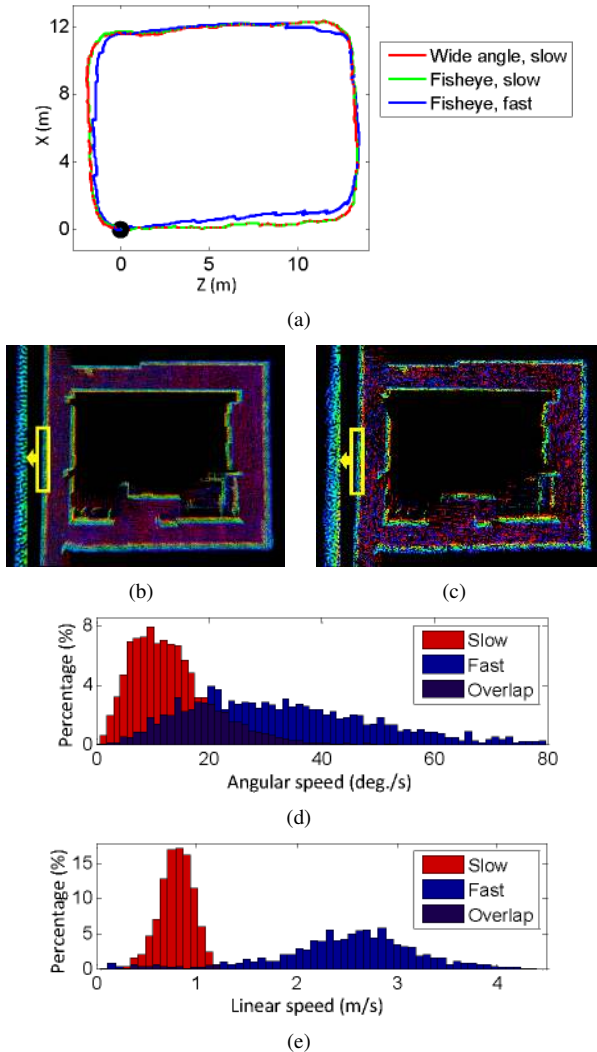 12
8
4
0
X (m)
0 5 10
Z (m)
Wide angle, slow
Fisheye, slow
Fisheye, fast
(a)
(b)
(c)
8
4
0
Percentage (%)
Slow
Fast
Overlap
0 20 40 60 80
Angular speed (deg./s)
(d)
15
10
5
0
Percentage (%)
Slow
Fast
Overlap
0 1 2 3 4
Linear speed (m/s)
(e)